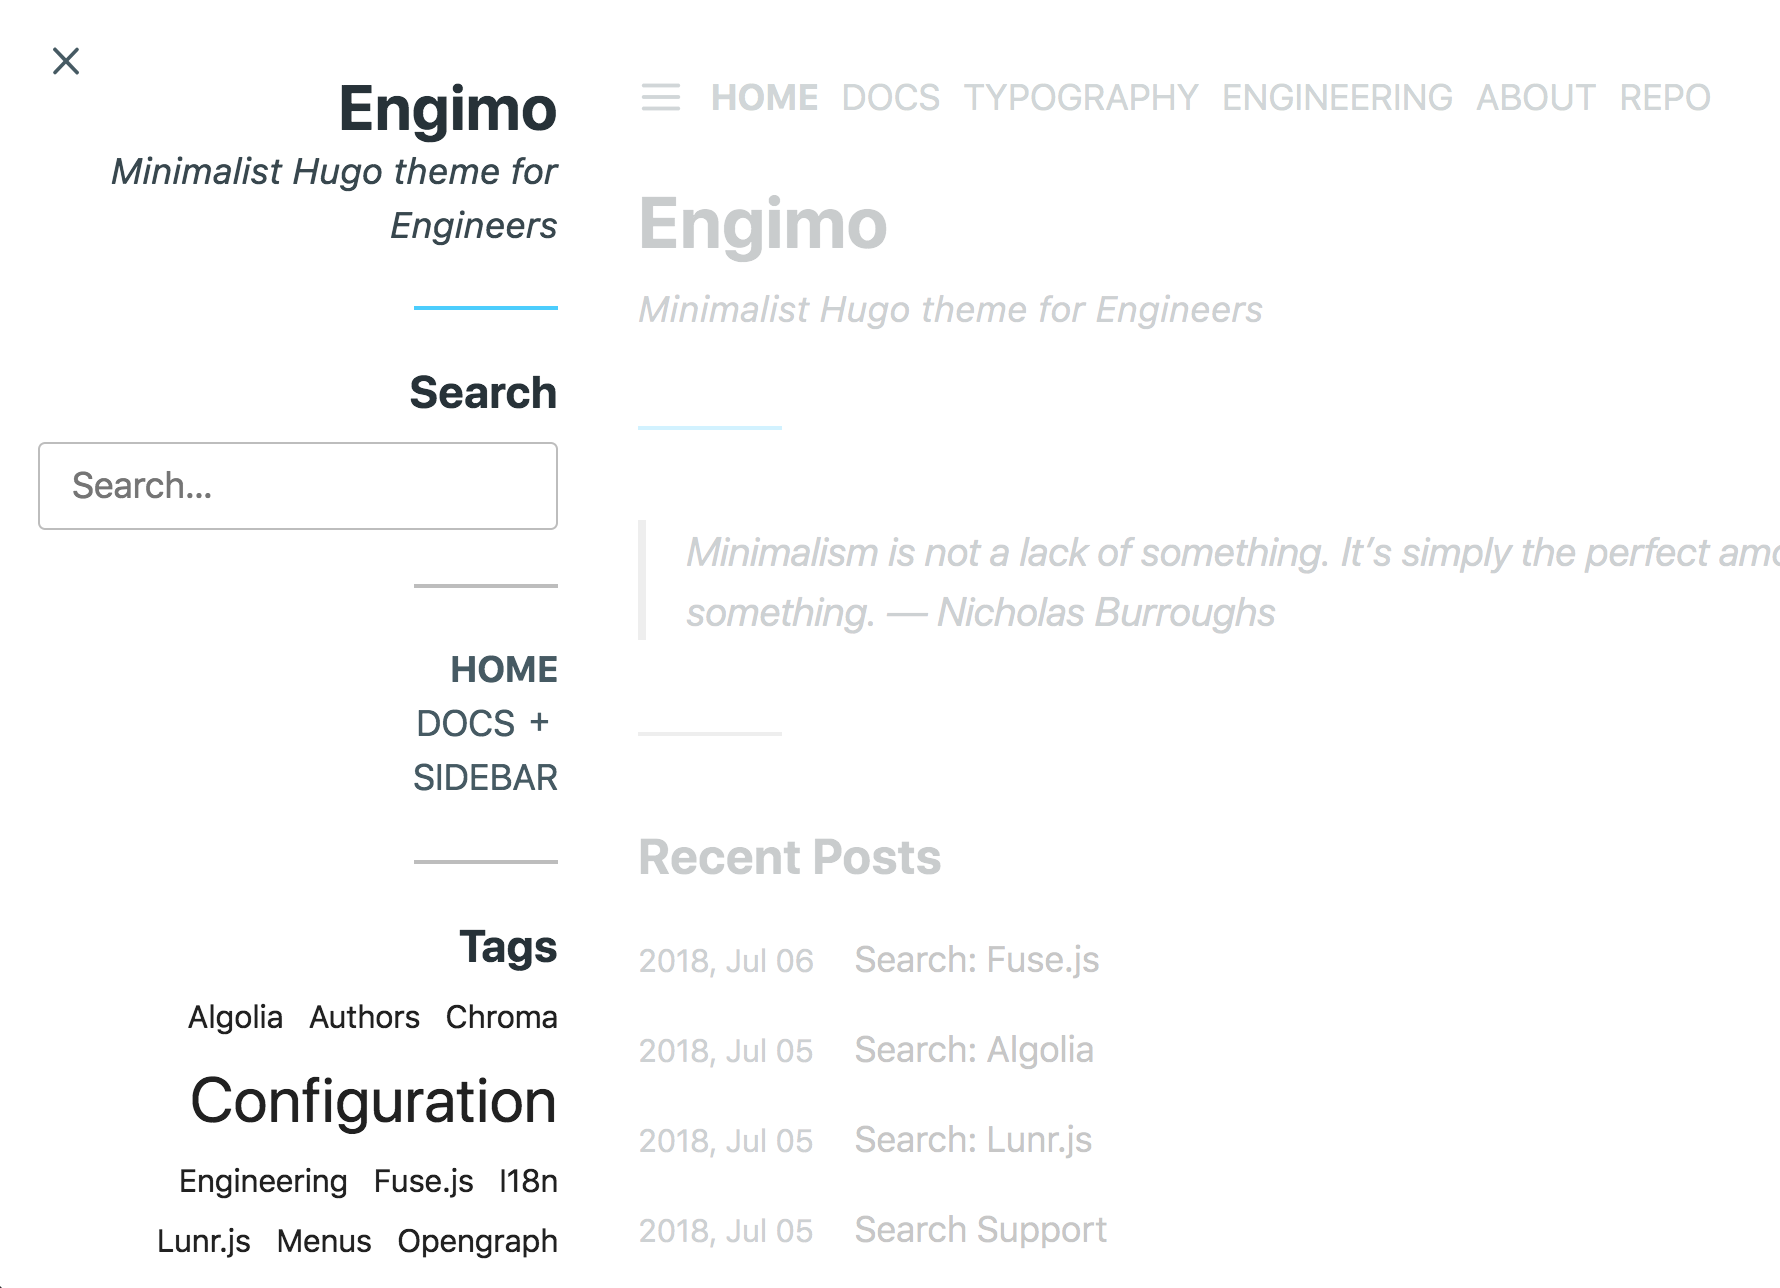 Engimo
Minimalist Hugo theme for
Engineers
Search
Search...
HOME
DOCS +
SIDEBAR
Tags
Algolia Authors Chroma
Configuration
Engineering Fuse.js I18n
Lunr.js Menus Opengraph
HOME DOCS TYPOGRAPHY ENGINEERING ABOUT REPO
Engimo
Minimalist Hugo theme for Engineers
Minimalism is not a lack of something. It’s simply the perfect
something. — Nicholas Burroughs
Recent Posts
2018, Jul 06 Search: Fuse.js
2018, Jul 05 Search: Algolia
2018, Jul 05 Search: Lunr.js
2018, Jul 05 Search Support